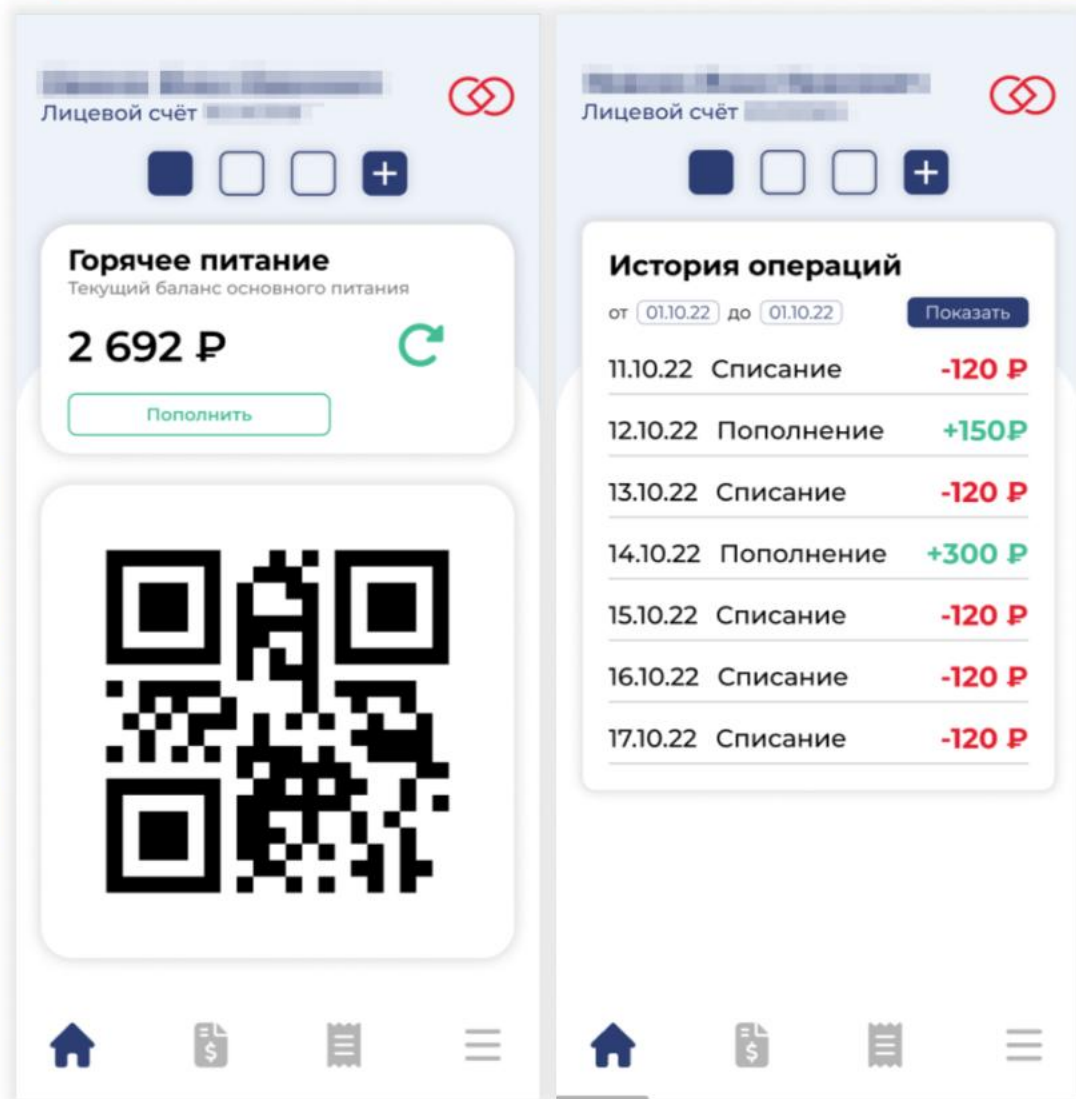 Лицевой счёт
Горячее питание
Текущий баланс основного питания
2 692 ₽
Пополнить
Лицевой счёт
История операций
от 01.10.22 до 01.10.22 Показать
11.10.22 Списание -120 ₽
12.10.22 Пополнение +150₽
13.10.22 Списание -120 ₽
14.10.22 Пополнение +300 ₽
15.10.22 Списание -120 ₽
16.10.22 Списание -120 ₽
17.10.22 Списание -120 ₽